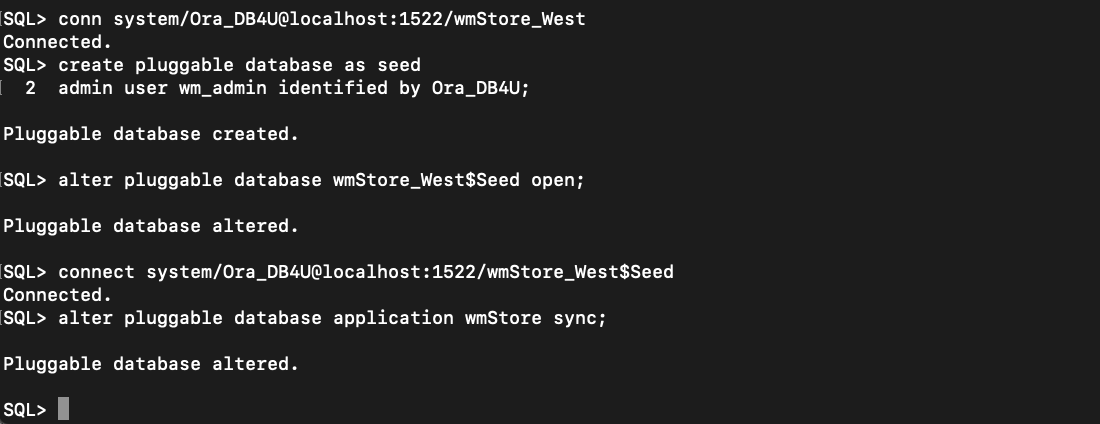 SQL> conn system/Ora_DB4U@localhost:1522/wmStore_West
Connected.
SQL> create pluggable database as seed
  2  admin user wm_admin identified by Ora_DB4U;
Pluggable database created.
SQL> alter pluggable database wmStore_West$Seed open;
Pluggable database altered.
SQL> connect system/Ora_DB4U@localhost:1522/wmStore_West$Seed
Connected.
SQL> alter pluggable database application wmStore sync;
Pluggable database altered.
SQL>